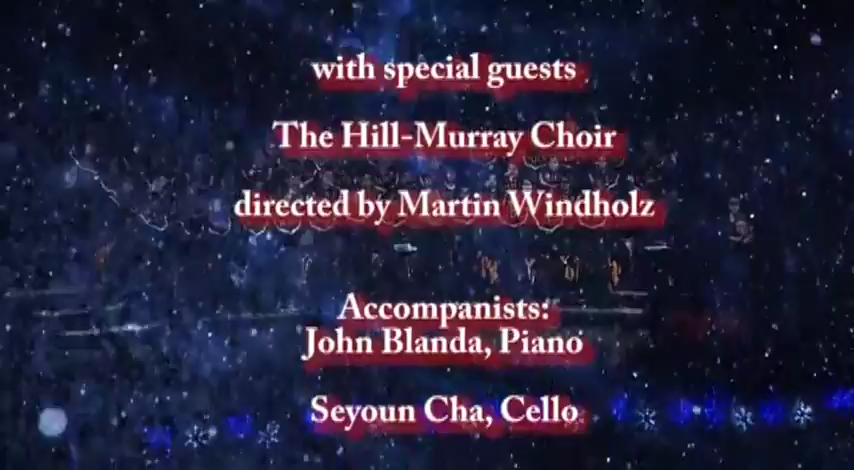 with special guests
The Hill-Murray Choir
directed by Martin Windholz
Accompanists:
John Blanda, Piano
Seyoun Cha, Cello